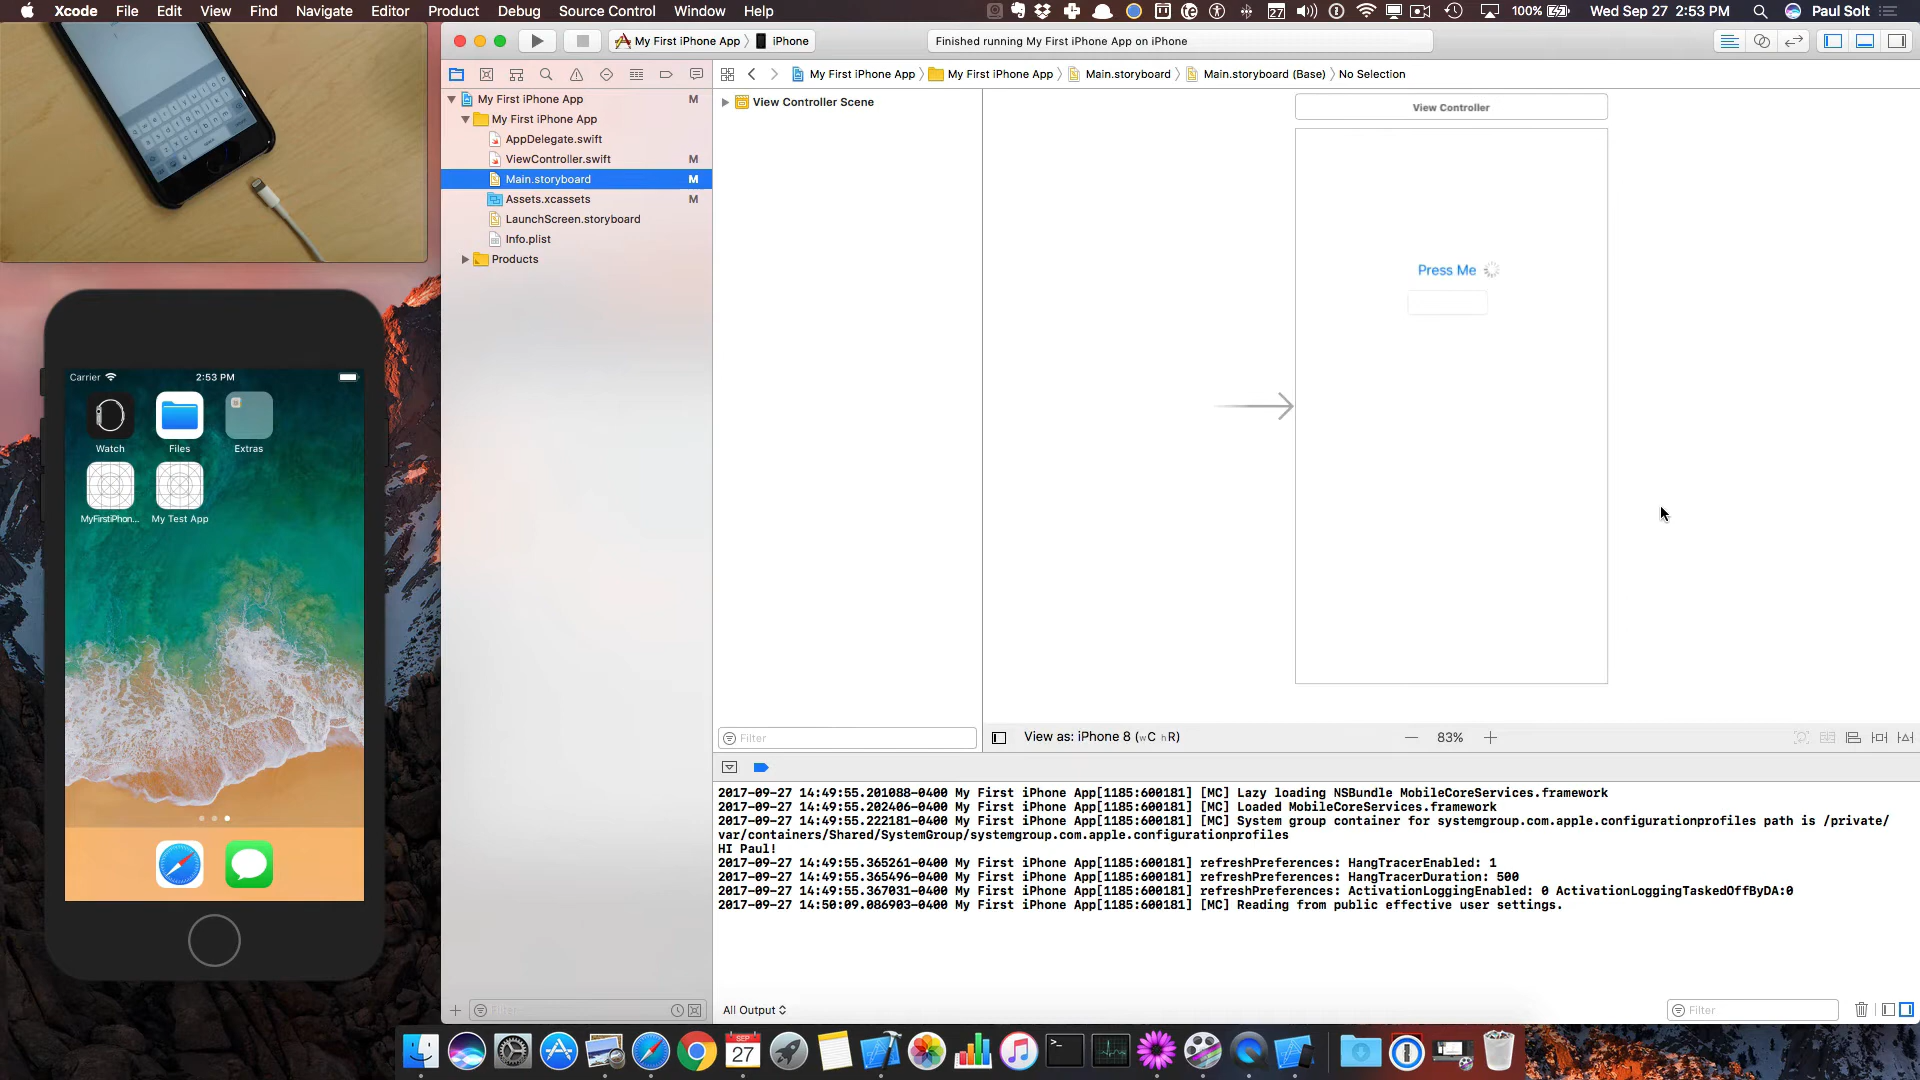 Xcode File Edit View Find Navigate Editor Product Debug Source Control Window Help
27 100% Wed Sep 27 2:53 PM Paul Solt
My First iPhone App iPhone
Finished running My First iPhone App on iPhone
My First iPhone App My First iPhone App Main.storyboard Main.storyboard (Base) No Selection
My First iPhone App M
My First iPhone App
AppDelegate.swift
ViewController.swift M
Main.storyboard M
Assets.xcassets M
LaunchScreen.storyboard
Info.plist
Products
Filter
View Controller Scene
Filter
View Controller
Press Me
View as: iPhone 8 (wC hR)
83%
2017-09-27 14:49:55.201088-0400 My First iPhone App[1185:600181] [MC] Lazy loading NSBundle MobileCoreServices.framework
2017-09-27 14:49:55.202406-0400 My First iPhone App[1185:600181] [MC] Loaded MobileCoreServices.framework
2017-09-27 14:49:55.222181-0400 My First iPhone App[1185:600181] [MC] System group container for systemgroup.com.apple.configurationprofiles path is /private/
var/containers/Shared/SystemGroup/systemgroup.com.apple.configurationprofiles
HI Paul!
2017-09-27 14:49:55.365261-0400 My First iPhone App[1185:600181] refreshPreferences: HangTracerEnabled: 1
2017-09-27 14:49:55.365496-0400 My First iPhone App[1185:600181] refreshPreferences: HangTracerDuration: 500
2017-09-27 14:49:55.367031-0400 My First iPhone App[1185:600181] refreshPreferences: ActivationLoggingEnabled: 0 ActivationLoggingTaskedOffByDA:0
2017-09-27 14:50:09.086903-0400 My First iPhone App[1185:600181] [MC] Reading from public effective user settings.
All Output
Filter
Carrier 2:53 PM
Watch Files Extras
MyFirstiPhon... My Test App
SEP
27